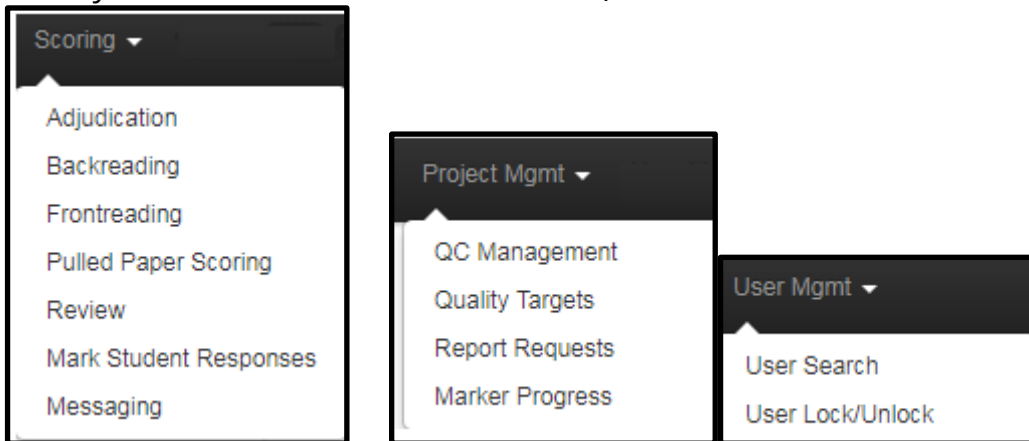 Scoring
Adjudication
Backreading
Frontreading
Pulled Paper Scoring
Review
Mark Student Responses
Messaging
Project Mgmt
QC Management
Quality Targets
Report Requests
Marker Progress
User Mgmt
User Search
User Lock/Unlock